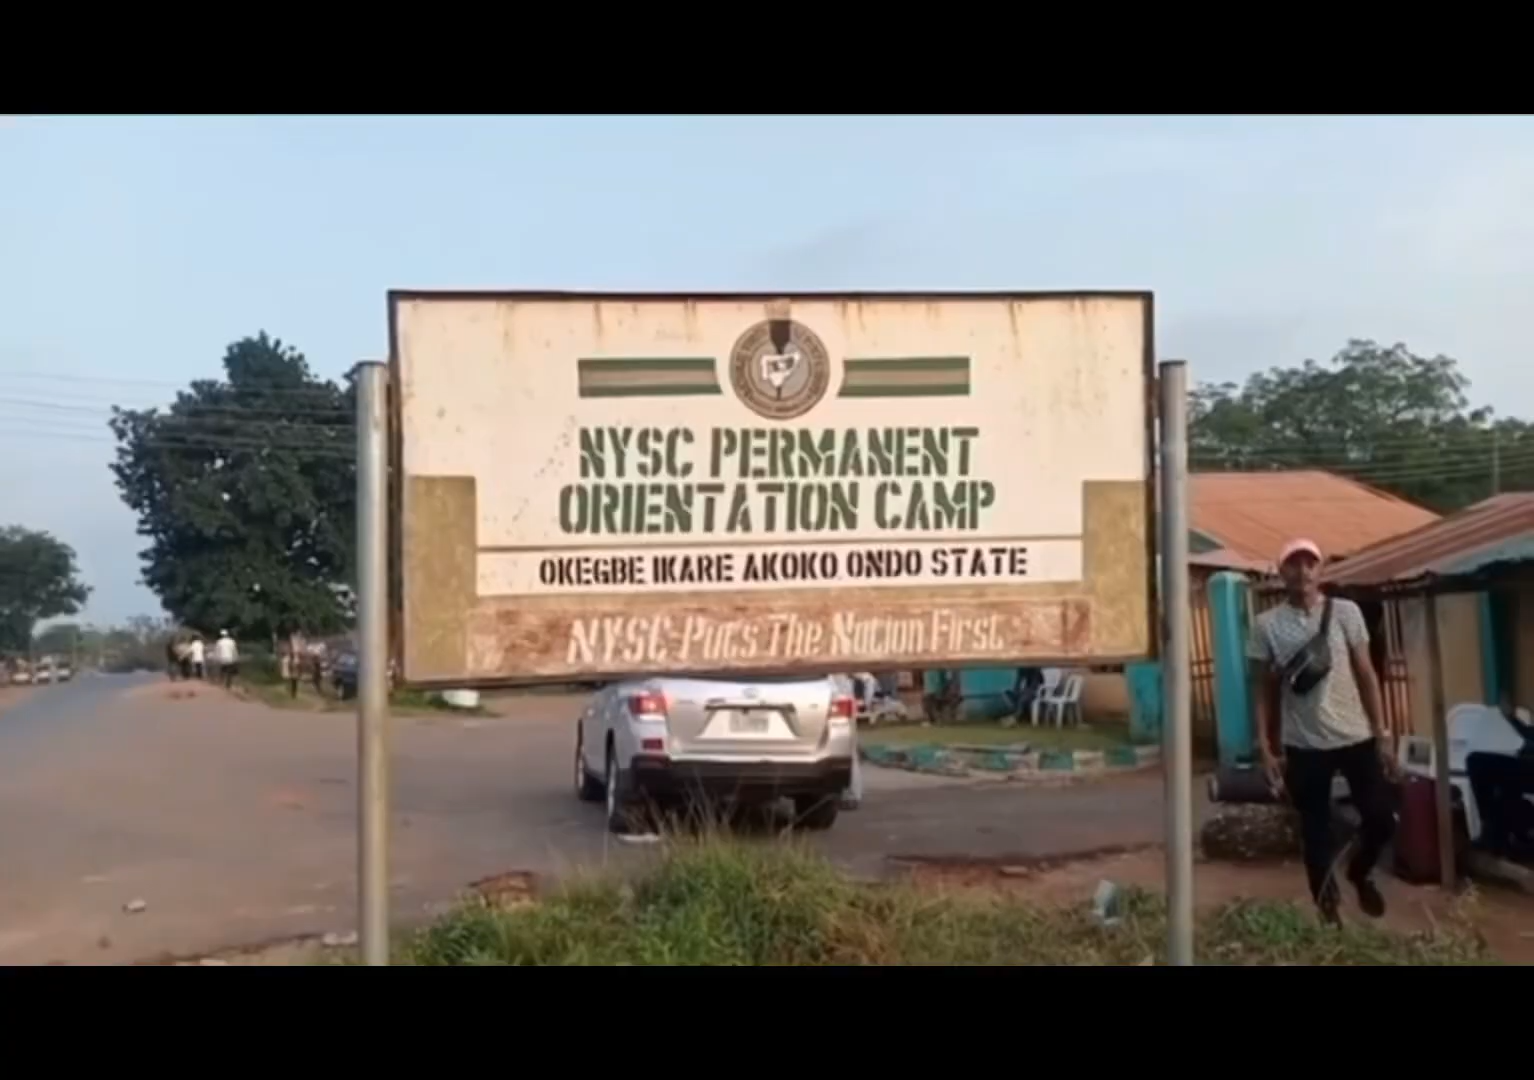 NYSC PERMANENT
ORIENTATION CAMP
OKEGBE IKARE AKOKO ONDO STATE
NYSC Puts The Nation First